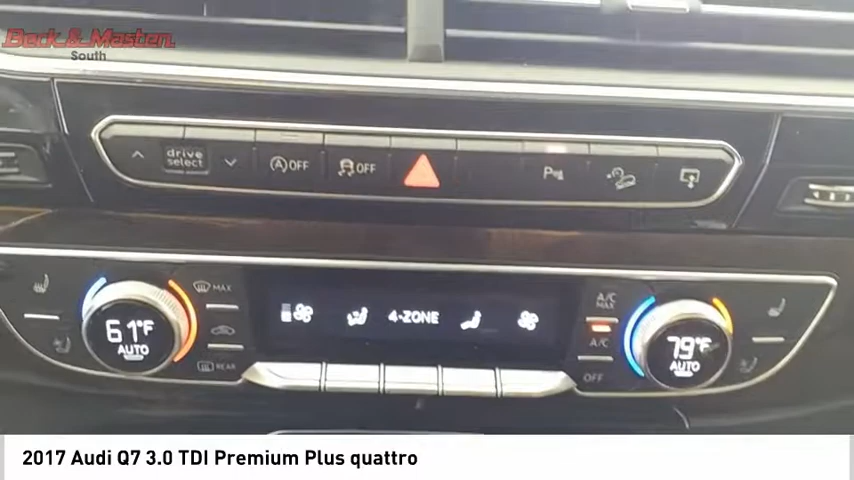 Beck & Masten
South
drive select
OFF
OFF
P
MAX
A/C MAX
61°F
AUTO
4-ZONE
A/C
79°F
AUTO
REAR
OFF
2017 Audi Q7 3.0 TDI Premium Plus quattro